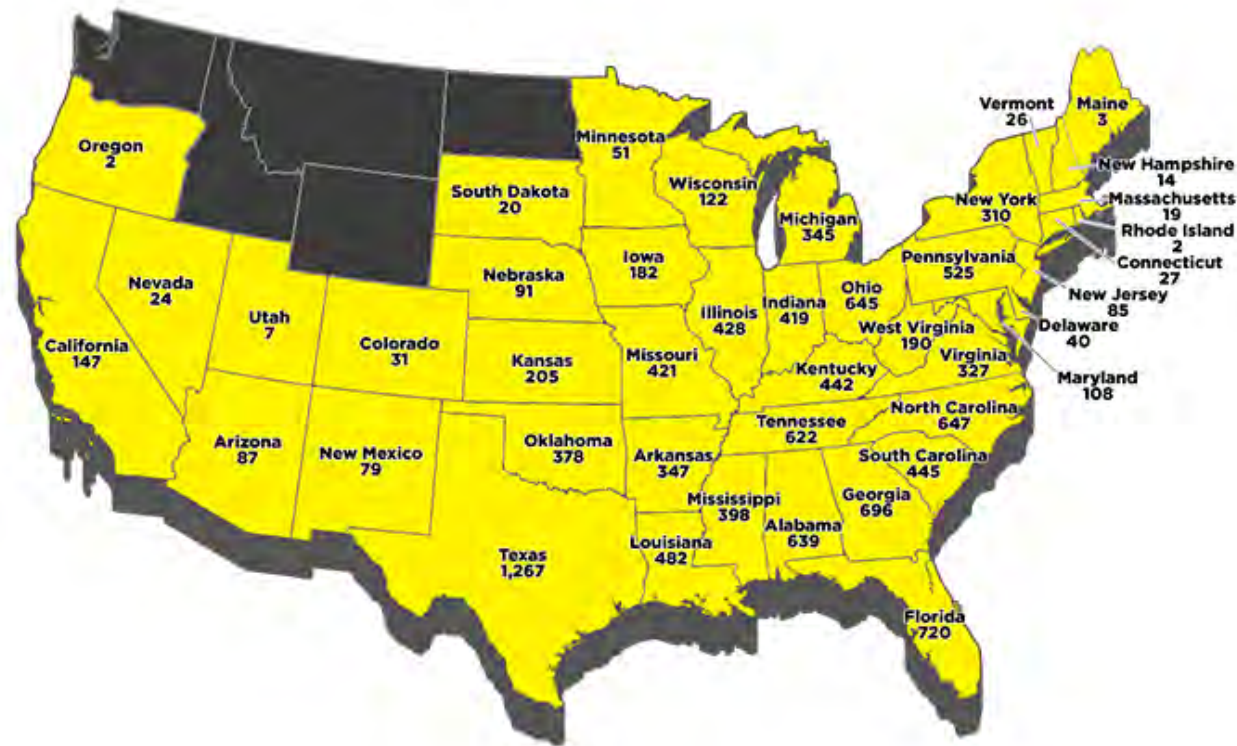 Vermont
26
Maine
3
Oregon
2
Minnesota
51
New Hampshire
14
South Dakota
20
Wisconsin
122
Michigan
345
New York
310
Massachusetts
19
Rhode Island
2
Connecticut
27
Nevada
24
Utah
7
Nebraska
91
Iowa
182
Pennsylvania
525
New Jersey
85
California
147
Colorado
31
Kansas
205
Missouri
421
Illinois
428
Indiana
419
Ohio
645
West Virginia
190
Delaware
40
Virginia
327
Maryland
108
Kentucky
442
Arizona
87
New Mexico
79
Oklahoma
378
Arkansas
347
Tennessee
622
North Carolina
647
South Carolina
445
Texas
1,267
Louisiana
482
Mississippi
398
Alabama
639
Georgia
696
Florida
720